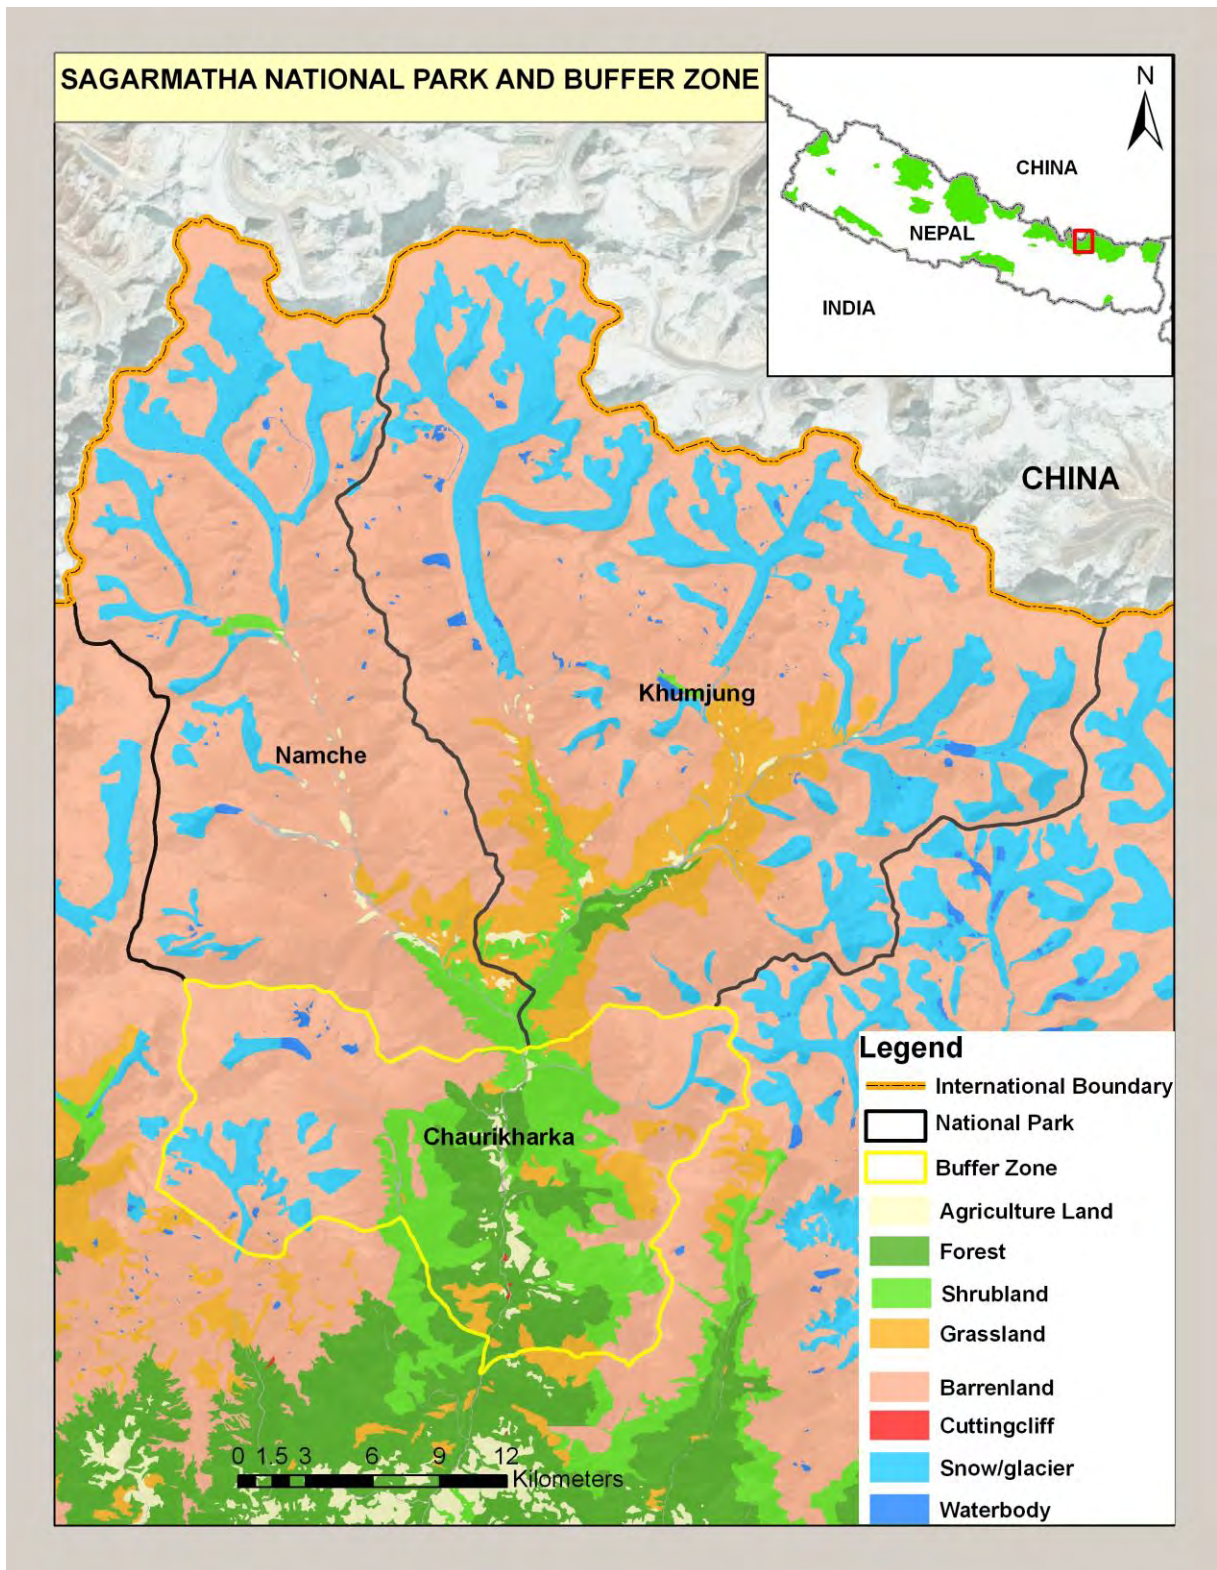 SAGARMATHA NATIONAL PARK AND BUFFER ZONE
N
CHINA
NEPAL
INDIA
CHINA
Khumjung
Namche
Chaurikharka
Legend
International Boundary
National Park
Buffer Zone
Agriculture Land
Forest
Shrubland
Grassland
Barrenland
Cuttingcliff
Snow/glacier
Waterbody
0 1.5 3 6 9 12
Kilometers